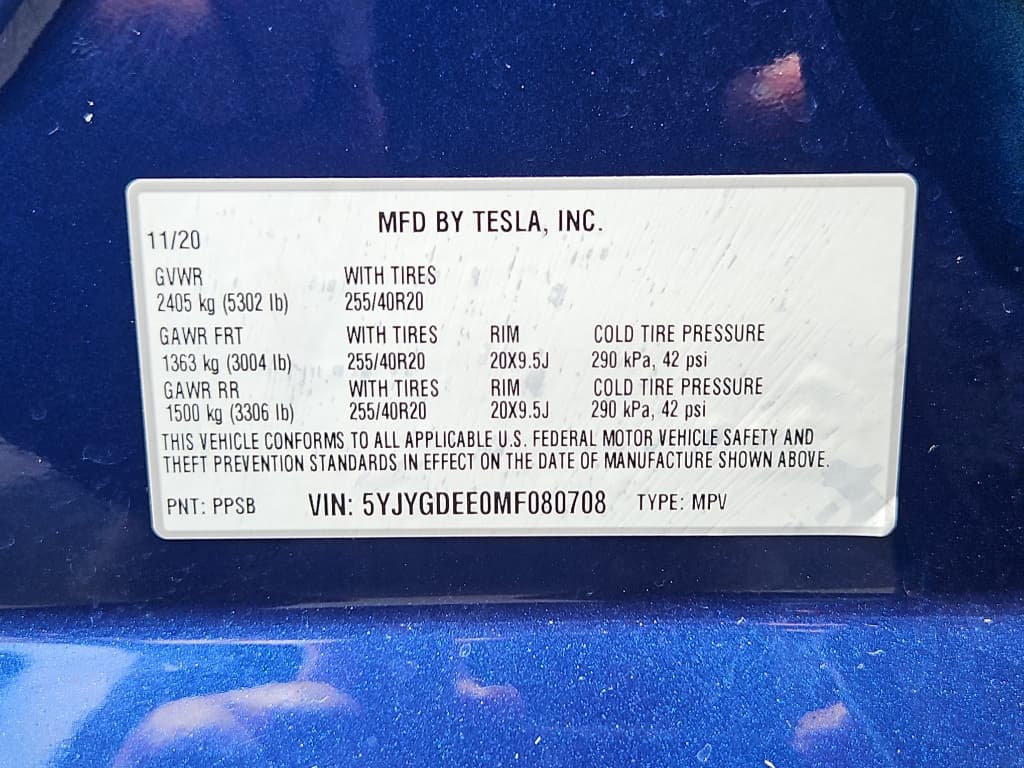 MFD BY TESLA, INC.
11/20
GVWR WITH TIRES
2405 kg (5302 lb) 255/40R20
GAWR FRT WITH TIRES RIM COLD TIRE PRESSURE
1363 kg (3004 lb) 255/40R20 20X9.5J 290 kPa, 42 psi
GAWR RR WITH TIRES RIM COLD TIRE PRESSURE
1500 kg (3306 lb) 255/40R20 20X9.5J 290 kPa, 42 psi
THIS VEHICLE CONFORMS TO ALL APPLICABLE U.S. FEDERAL MOTOR VEHICLE SAFETY AND
THEFT PREVENTION STANDARDS IN EFFECT ON THE DATE OF MANUFACTURE SHOWN ABOVE.
PNT: PPSB VIN: 5YJYGDEE0MF080708 TYPE: MPV